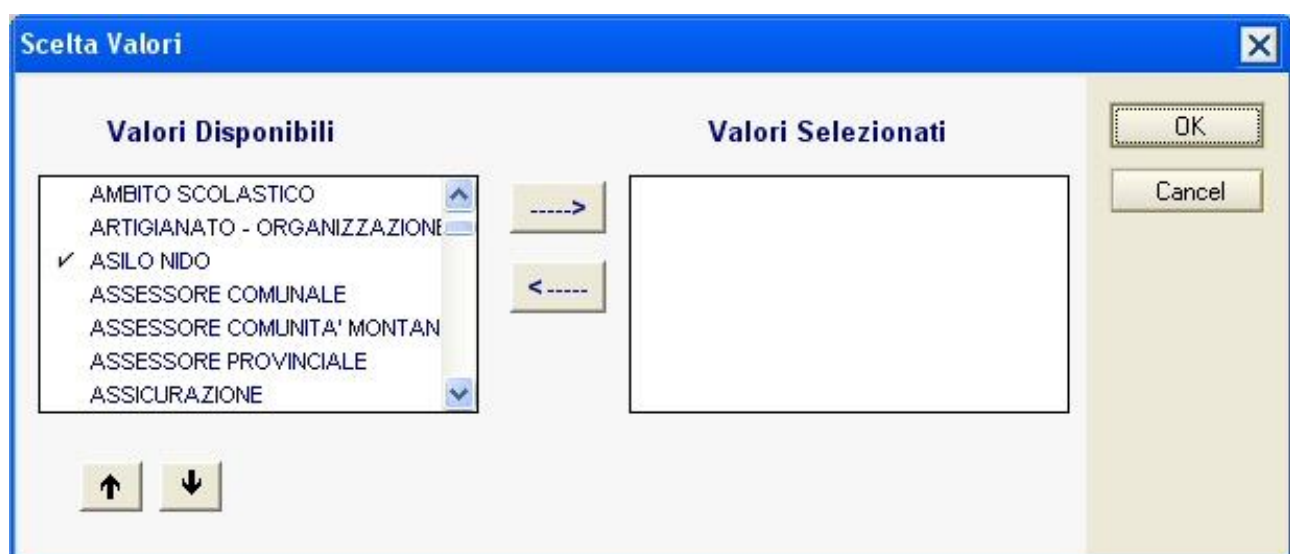 Scelta Valori
Valori Disponibili
Valori Selezionati
OK
Cancel
AMBITO SCOLASTICO
ARTIGIANATO - ORGANIZZAZIONE
ASILO NIDO
ASSESSORE COMUNALE
ASSESSORE COMUNITA' MONTAN
ASSESSORE PROVINCIALE
ASSICURAZIONE
----->
<-----